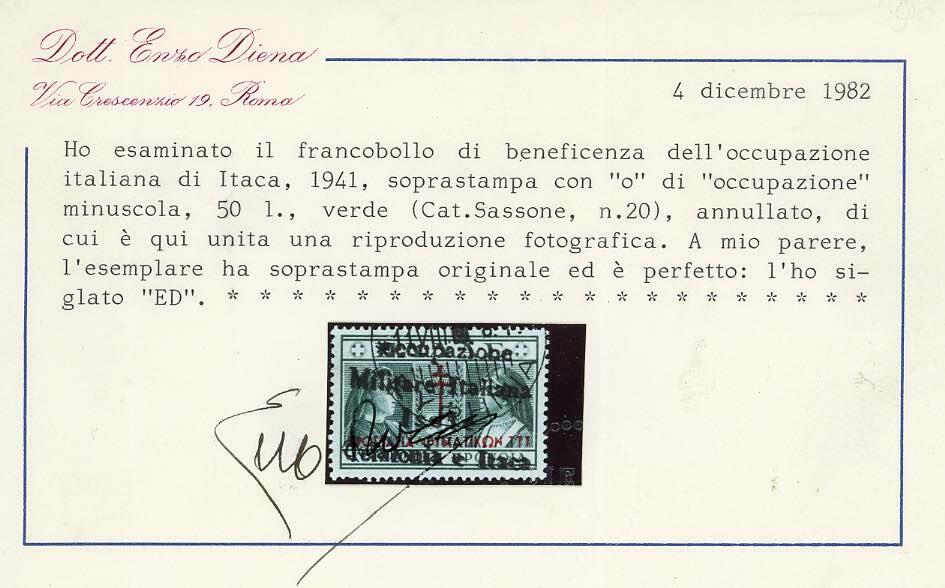 Dott. Enzo Diena
Via Crescenzio 19, Roma
4 dicembre 1982
Ho esaminato il francobollo di beneficenza dell'occupazione
italiana di Itaca, 1941, soprastampa con "o" di "occupazione"
minuscola, 50 l., verde (Cat.Sassone, n.20), annullato, di
cui è qui unita una riproduzione fotografica. A mio parere,
l'esemplare ha soprastampa originale ed è perfetto: l'ho si-
glato "ED". * * * * * * * * * * * * * * * * * * * *
occupazione
Militare Italiana
Isole
Cefalonia e Itaca